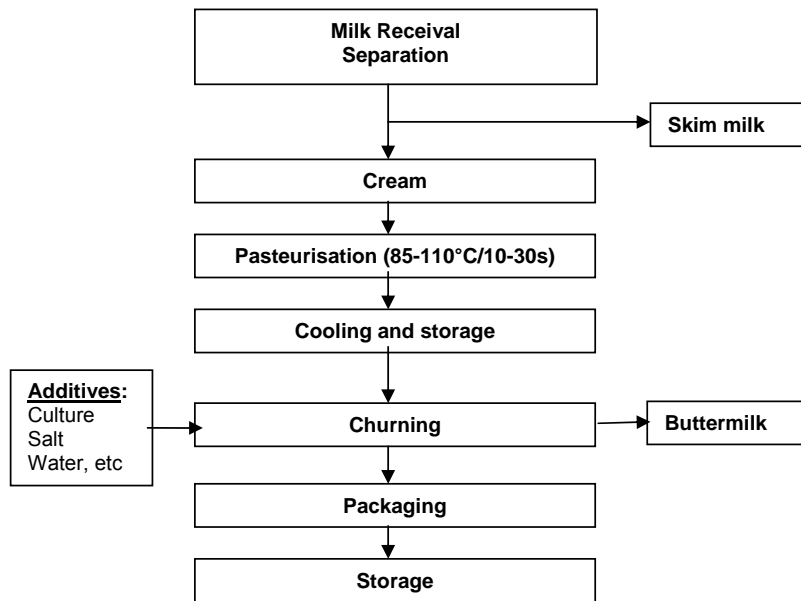 Milk Receival
Separation
Skim milk
Cream
Pasteurisation (85-110°C/10-30s)
Cooling and storage
Additives:
Culture
Salt
Water, etc
Churning
Buttermilk
Packaging
Storage